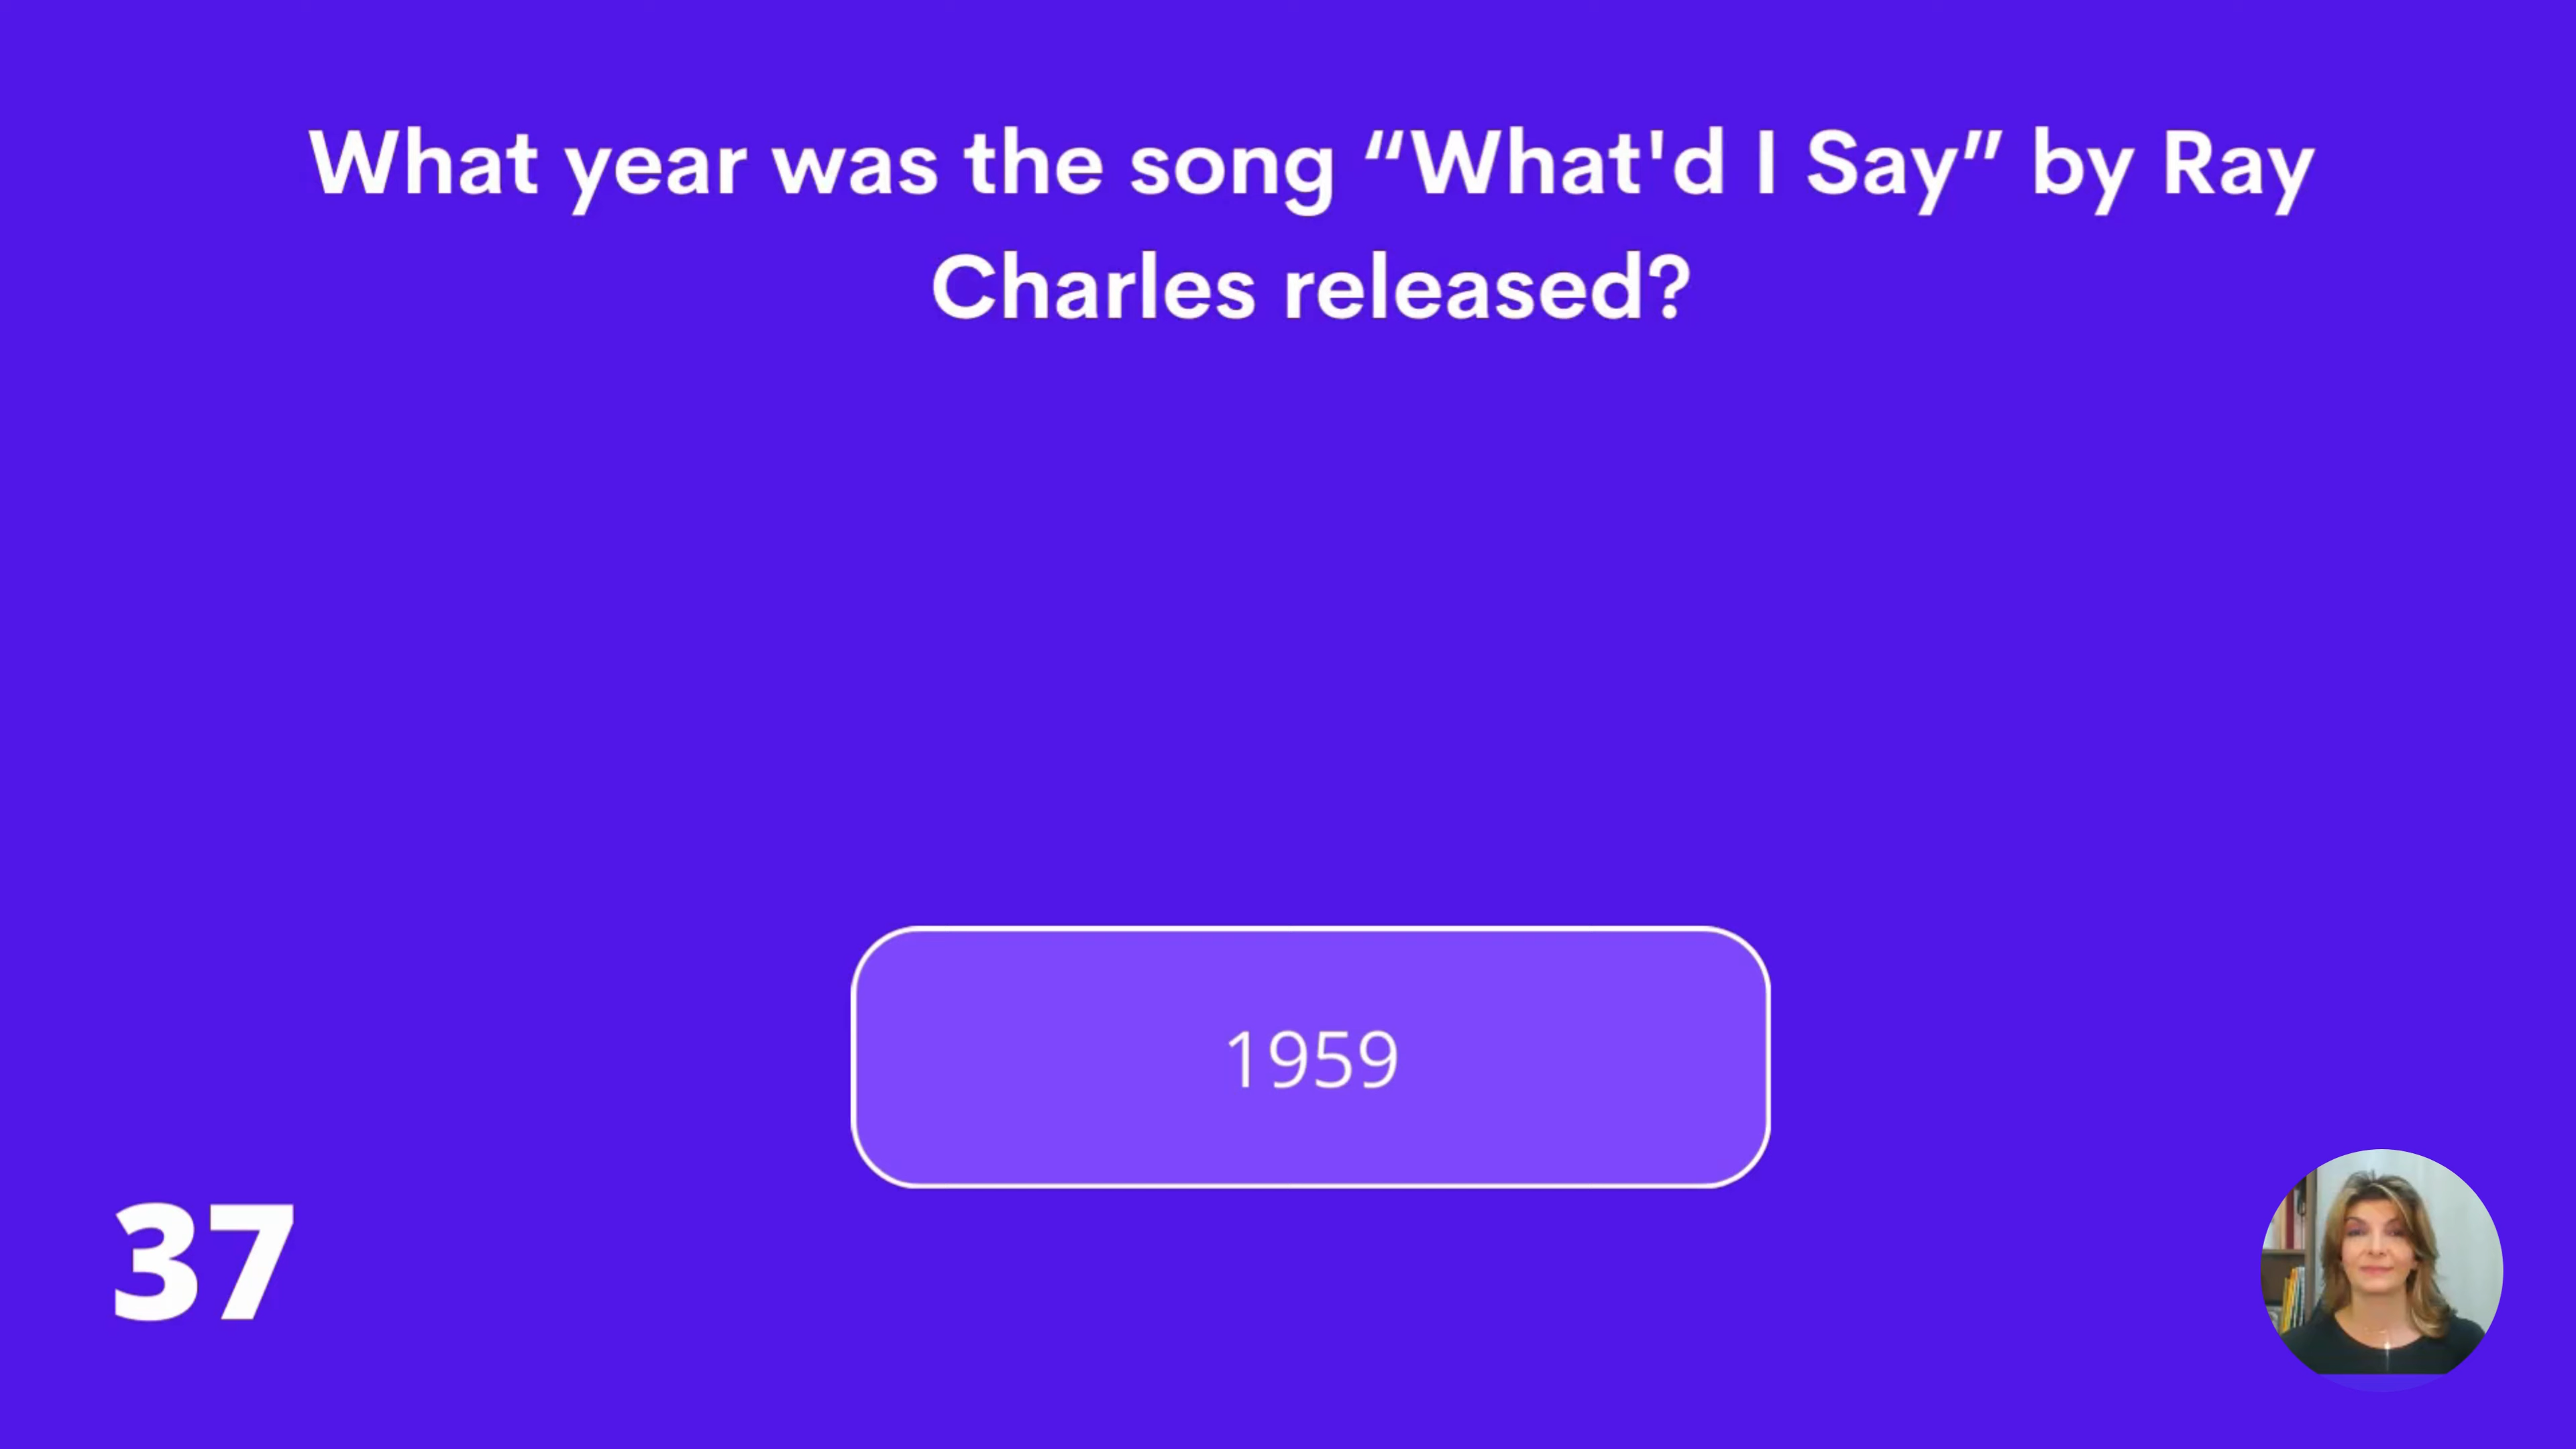 What year was the song “What'd I Say” by Ray
Charles released?
1959
37